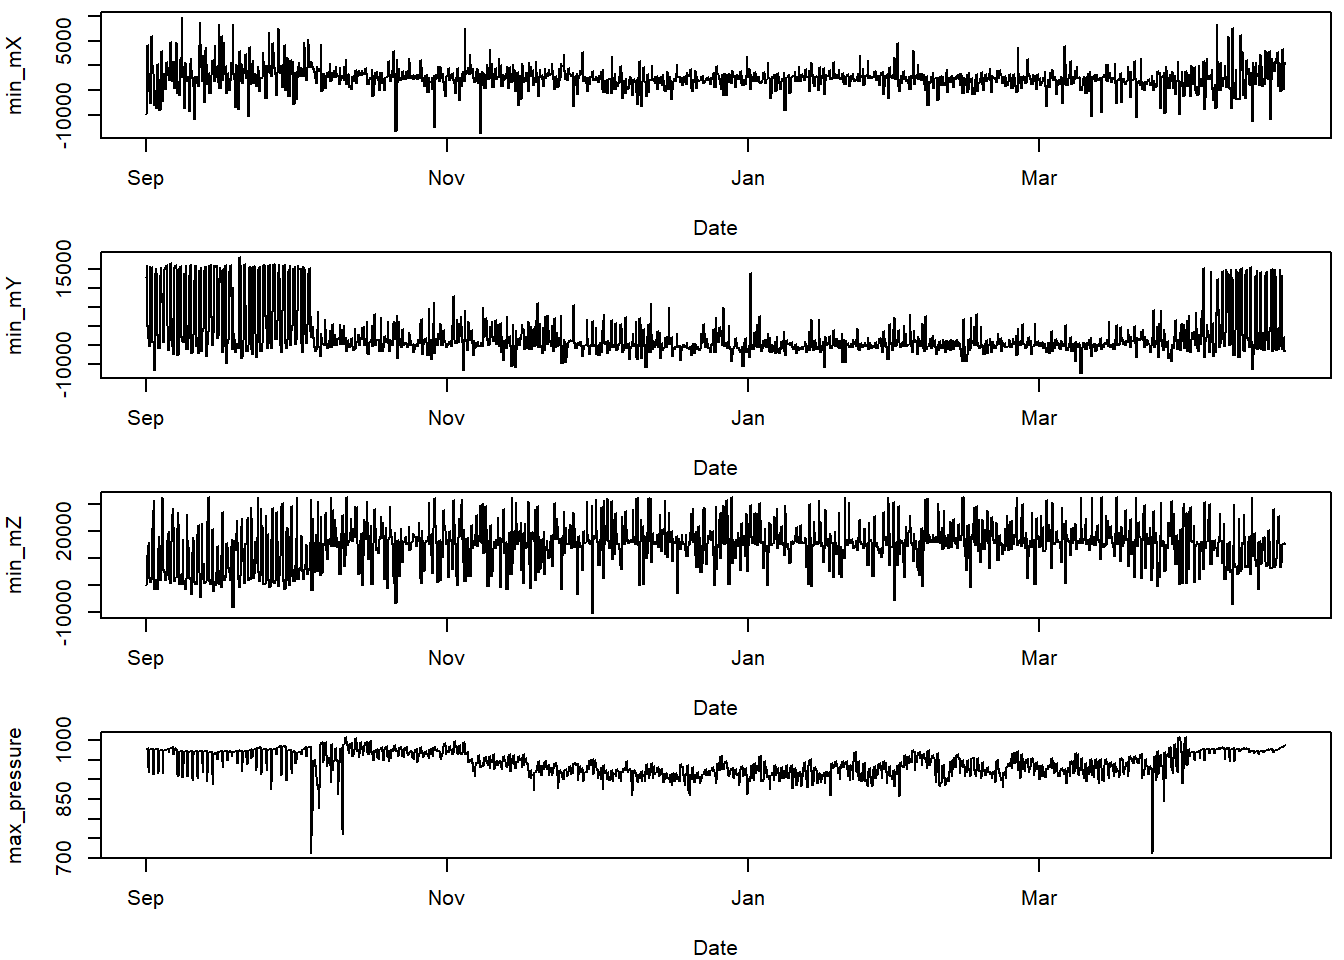 min_mX
5000
-10000
Sep Nov Jan Mar
Date
min_mY
15000
-10000
Sep Nov Jan Mar
Date
min_mZ
20000
-10000
Sep Nov Jan Mar
Date
max_pressure
1000
850
700
Sep Nov Jan Mar
Date